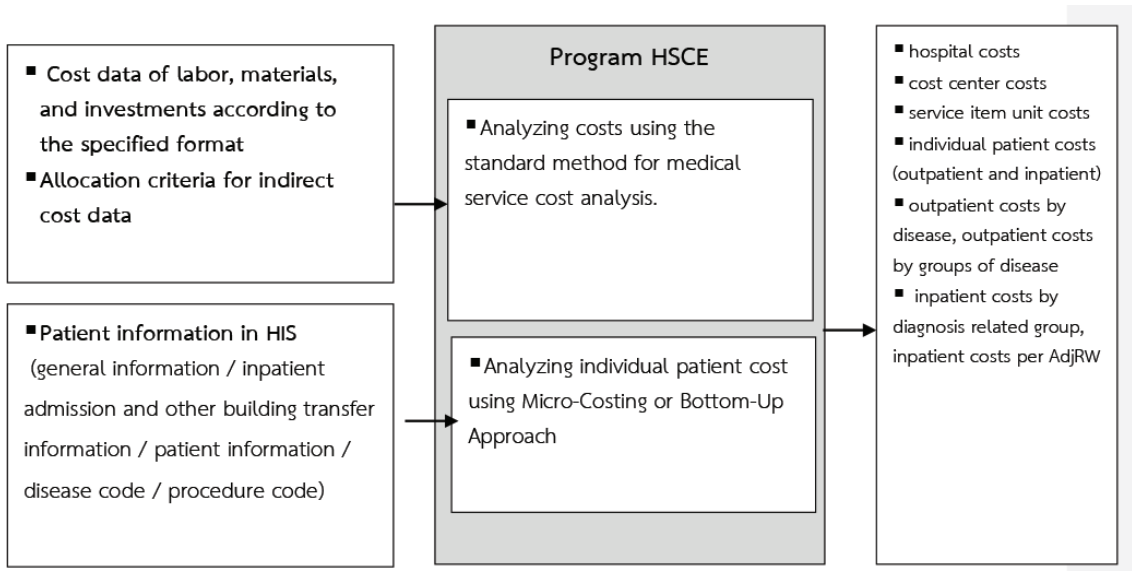 ■ Cost data of labor, materials,
and investments according to
the specified format
■ Allocation criteria for indirect
cost data
■ Patient information in HIS
(general information / inpatient
admission and other building transfer
information / patient information /
disease code / procedure code)
Program HSCE
■ Analyzing costs using the
standard method for medical
service cost analysis.
■ Analyzing individual patient cost
using Micro-Costing or Bottom-Up
Approach
■ hospital costs
■ cost center costs
■ service item unit costs
■ individual patient costs
(outpatient and inpatient)
■ outpatient costs by
disease, outpatient costs
by groups of disease
■ inpatient costs by
diagnosis related group,
inpatient costs per AdjRW